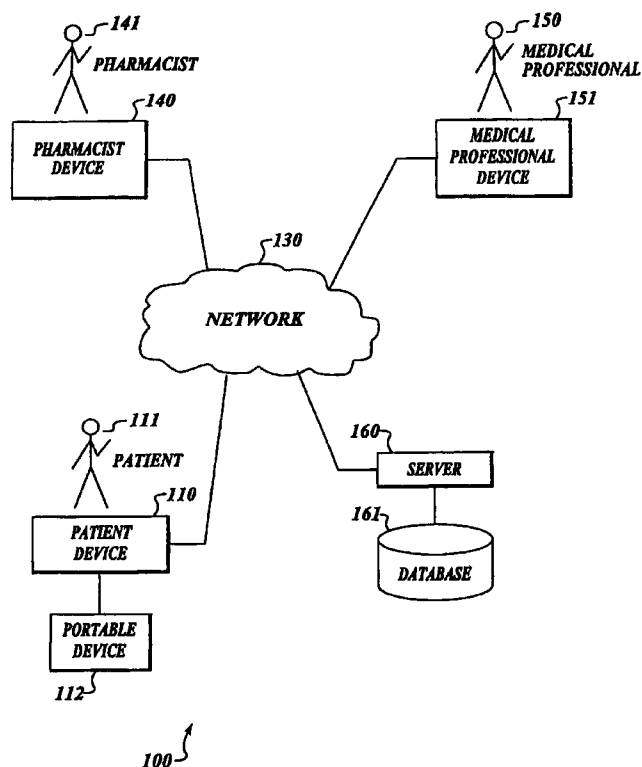 141
PHARMACIST
140
PHARMACIST
DEVICE
150
MEDICAL
PROFESSIONAL
151
MEDICAL
PROFESSIONAL
DEVICE
130
NETWORK
111
PATIENT
110
PATIENT
DEVICE
PORTABLE
DEVICE
112
160
SERVER
161
DATABASE
100